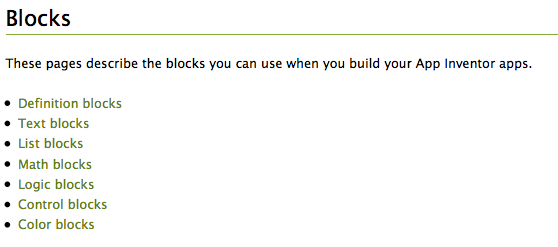 Blocks
These pages describe the blocks you can use when you build your App Inventor apps.
Definition blocks
Text blocks
List blocks
Math blocks
Logic blocks
Control blocks
Color blocks